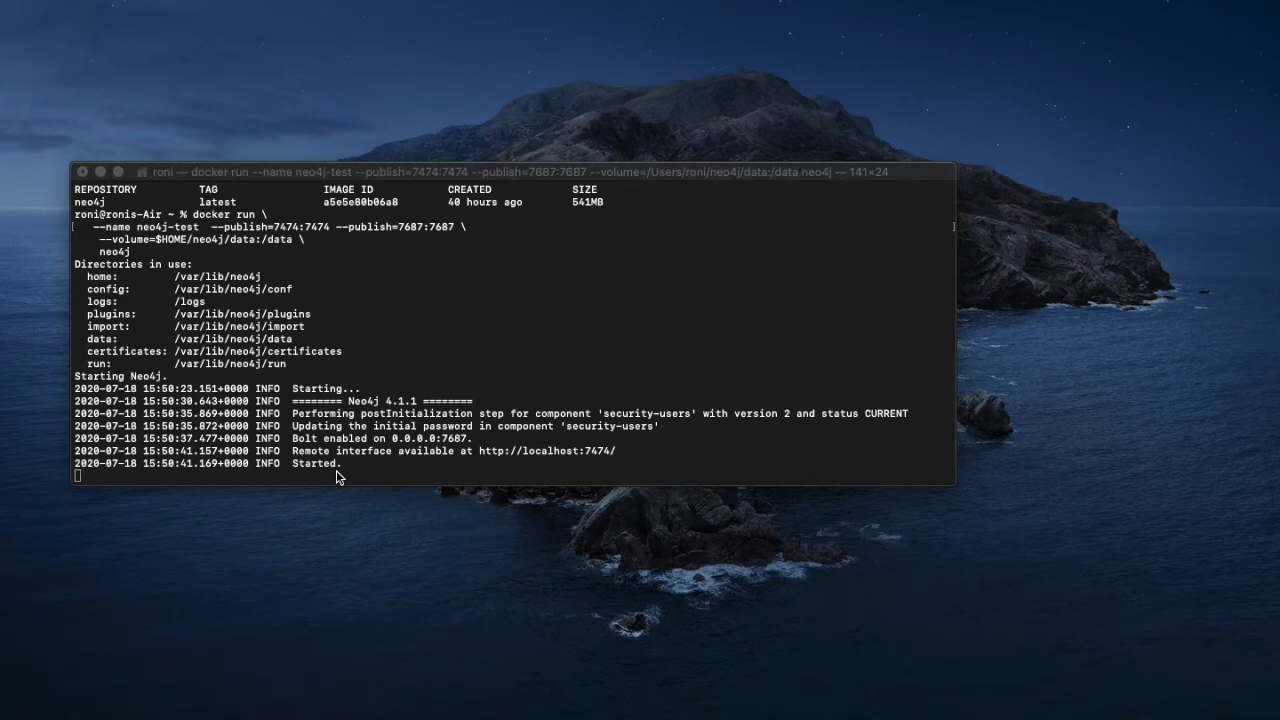 roni — docker run --name neo4j-test --publish=7474:7474 --publish=7687:7687 --volume=/Users/roni/neo4j/data:/data neo4j — 141×24
REPOSITORY TAG IMAGE ID CREATED SIZE
neo4j latest a5e5e80b06a8 40 hours ago 541MB
roni@ronis-Air ~ % docker run \
[ --name neo4j-test --publish=7474:7474 --publish=7687:7687 \ ]
--volume=$HOME/neo4j/data:/data \
neo4j
Directories in use:
home: /var/lib/neo4j
config: /var/lib/neo4j/conf
logs: /logs
plugins: /var/lib/neo4j/plugins
import: /var/lib/neo4j/import
data: /var/lib/neo4j/data
certificates: /var/lib/neo4j/certificates
run: /var/lib/neo4j/run
Starting Neo4j.
2020-07-18 15:50:23.151+0000 INFO Starting...
2020-07-18 15:50:30.643+0000 INFO ======== Neo4j 4.1.1 ========
2020-07-18 15:50:35.869+0000 INFO Performing postInitialization step for component 'security-users' with version 2 and status CURRENT
2020-07-18 15:50:35.872+0000 INFO Updating the initial password in component 'security-users'
2020-07-18 15:50:37.477+0000 INFO Bolt enabled on 0.0.0.0:7687.
2020-07-18 15:50:41.157+0000 INFO Remote interface available at http://localhost:7474/
2020-07-18 15:50:41.169+0000 INFO Started.